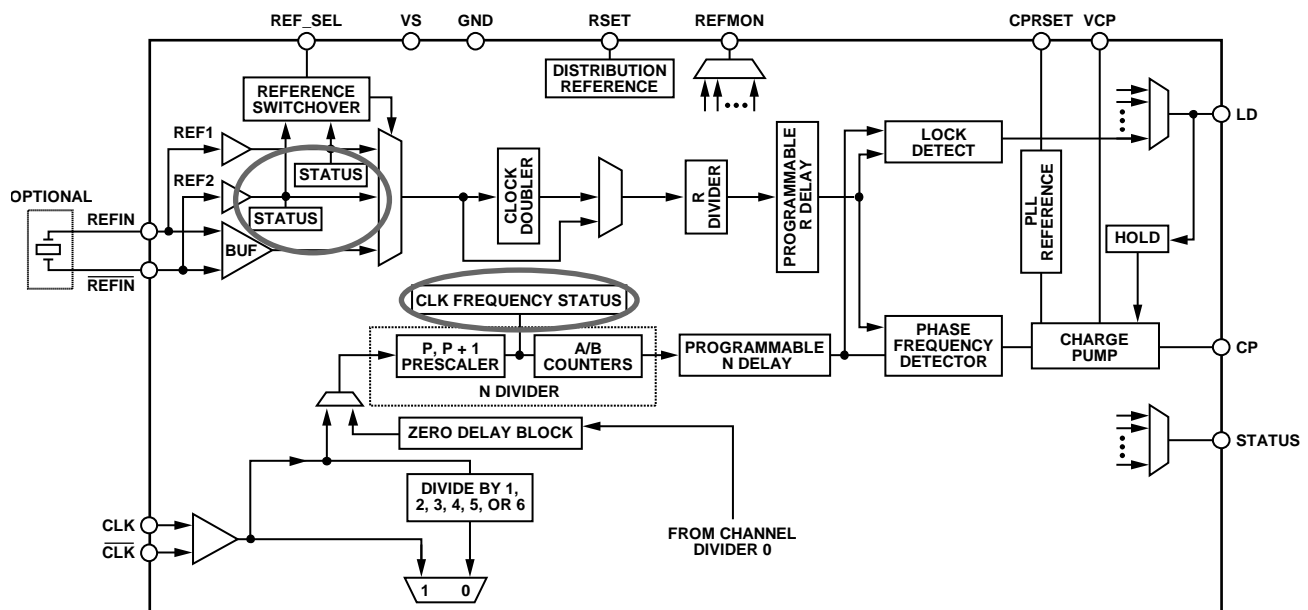 REF_SEL
VS
GND
RSET
REFMON
CPRSET
VCP
REFERENCE
SWITCHOVER
DISTRIBUTION
REFERENCE
REF1
REF2
STATUS
STATUS
OPTIONAL
REFIN
REFIN
BUF
CLOCK
DOUBLER
R
DIVIDER
PROGRAMMABLE
R DELAY
LOCK
DETECT
LD
PLL
REFERENCE
HOLD
CLK FREQUENCY STATUS
P, P + 1
PRESCALER
A/B
COUNTERS
N DIVIDER
PROGRAMMABLE
N DELAY
PHASE
FREQUENCY
DETECTOR
CHARGE
PUMP
CP
ZERO DELAY BLOCK
STATUS
DIVIDE BY 1,
2, 3, 4, 5, OR 6
CLK
CLK
FROM CHANNEL
DIVIDER 0
1 0